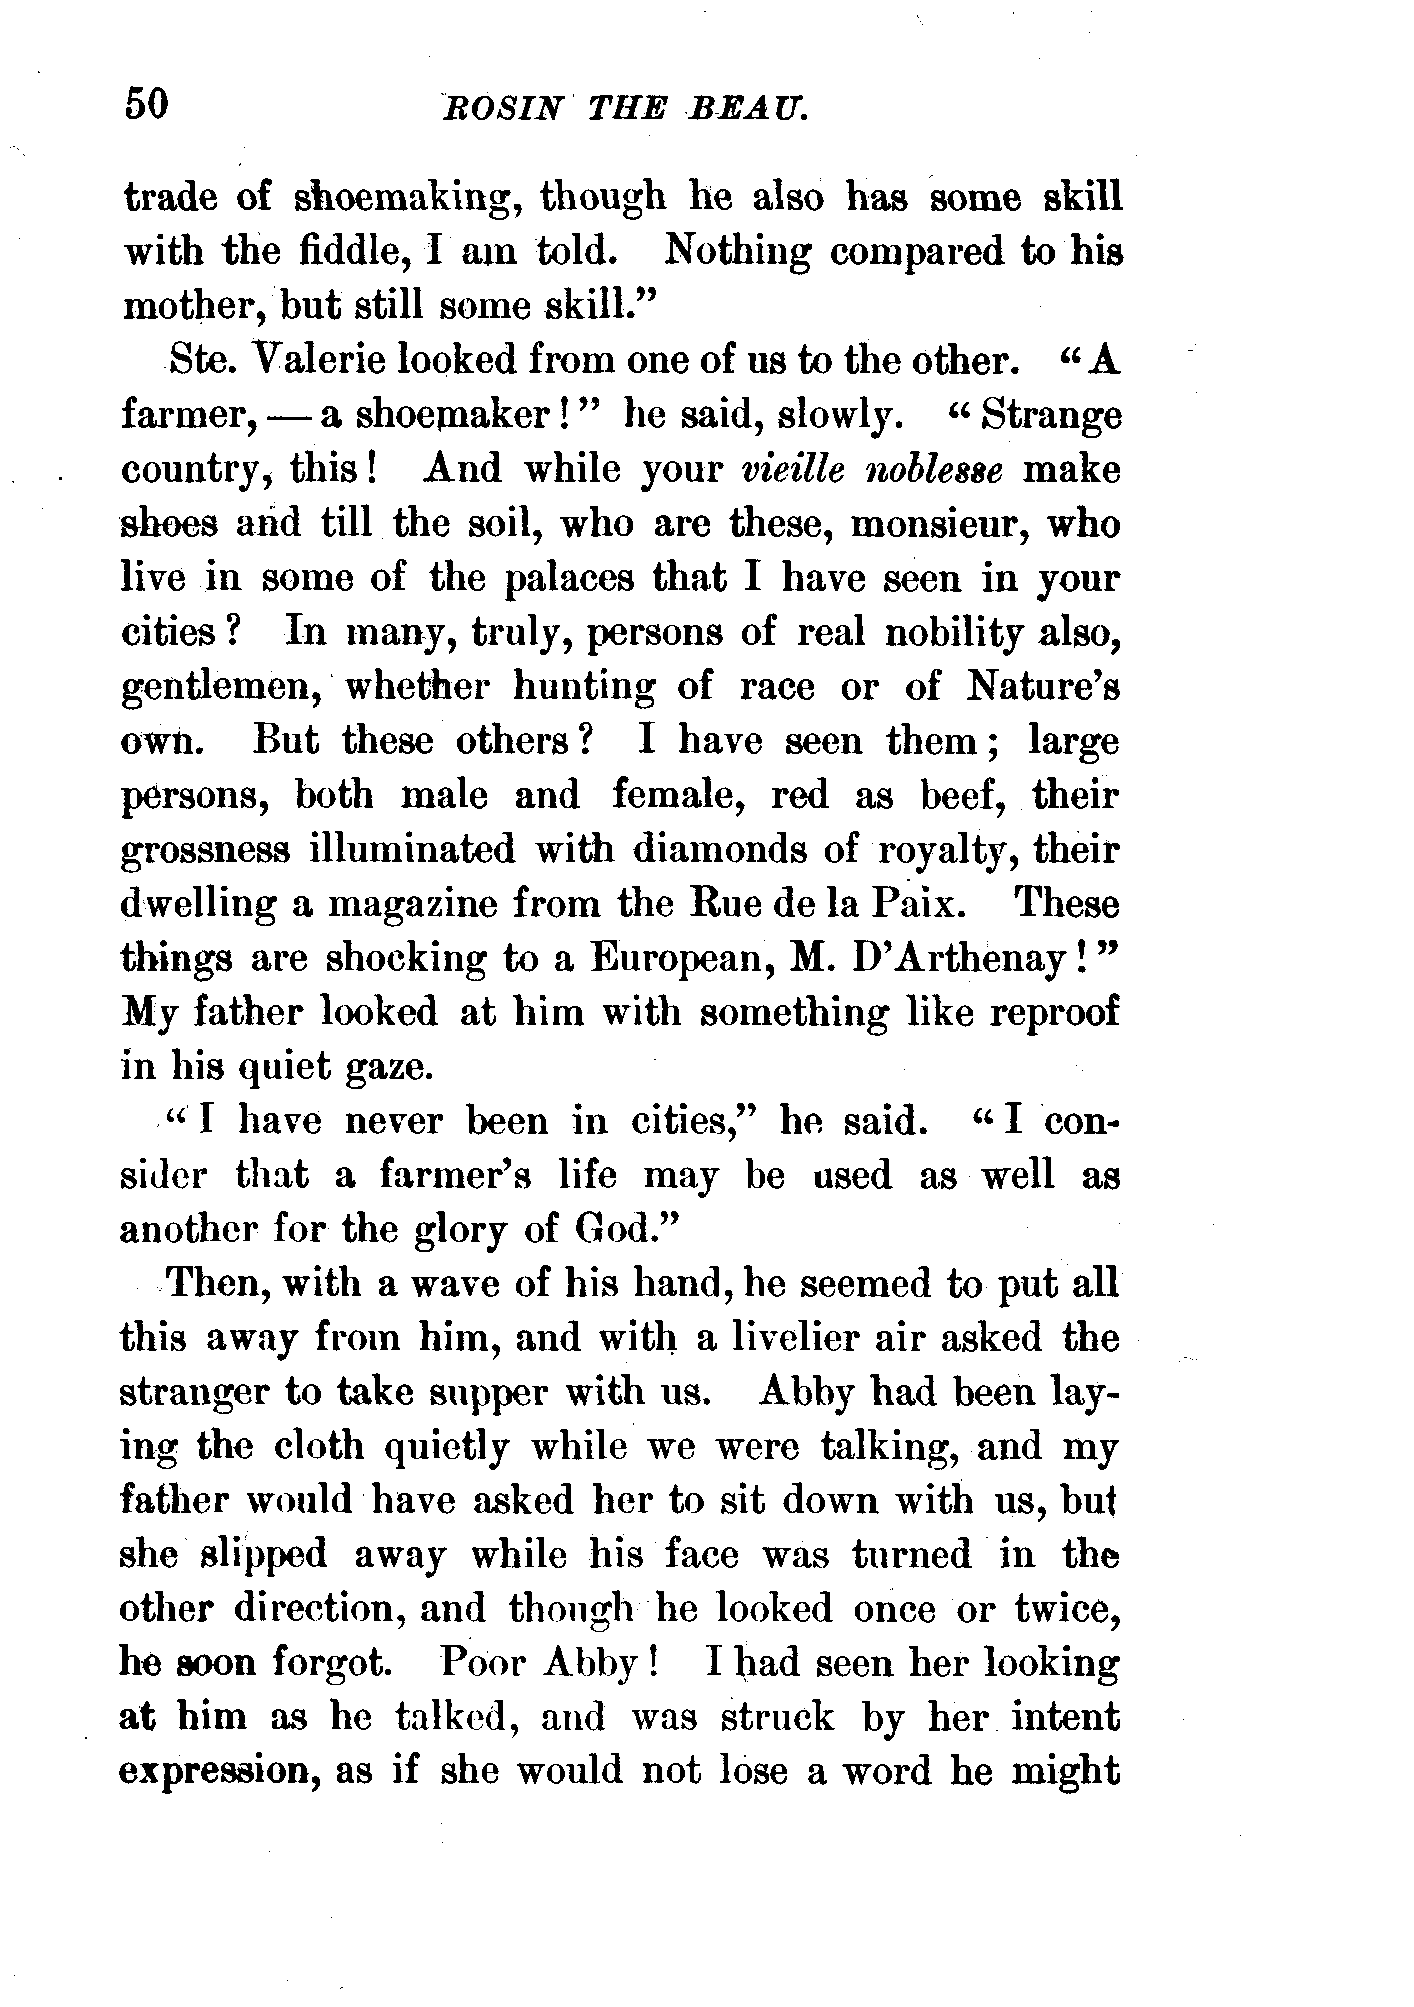 50 ROSIN THE BEAU.
trade of shoemaking, though he also has some skill
with the fiddle, I am told. Nothing compared to his
mother, but still some skill.”
Ste. Valerie looked from one of us to the other. “A
farmer, — a shoemaker!” he said, slowly. “Strange
country, this! And while your vieille noblesse make
shoes and till the soil, who are these, monsieur, who
live in some of the palaces that I have seen in your
cities? In many, truly, persons of real nobility also,
gentlemen, whether hunting of race or of Nature’s
own. But these others? I have seen them; large
persons, both male and female, red as beef, their
grossness illuminated with diamonds of royalty, their
dwelling a magazine from the Rue de la Paix. These
things are shocking to a European, M. D’Arthenay!”
My father looked at him with something like reproof
in his quiet gaze.
“I have never been in cities,” he said. “I con-
sider that a farmer’s life may be used as well as
another for the glory of God.”
Then, with a wave of his hand, he seemed to put all
this away from him, and with a livelier air asked the
stranger to take supper with us. Abby had been lay-
ing the cloth quietly while we were talking, and my
father would have asked her to sit down with us, but
she slipped away while his face was turned in the
other direction, and though he looked once or twice,
he soon forgot. Poor Abby! I had seen her looking
at him as he talked, and was struck by her intent
expression, as if she would not lose a word he might